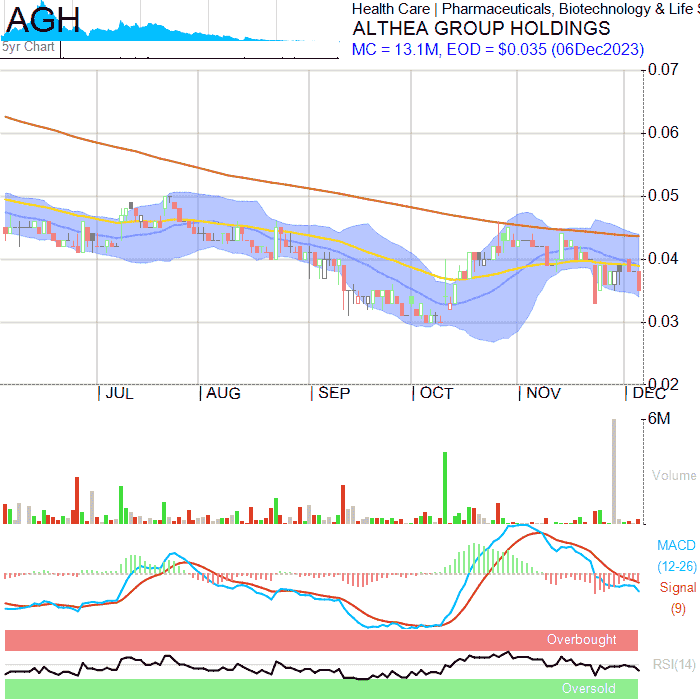 AGH
5yr Chart
Health Care | Pharmaceuticals, Biotechnology & Life
ALTHEA GROUP HOLDINGS
MC = 13.1M, EOD = $0.035 (06Dec2023)
0.07
0.06
0.05
0.04
0.03
0.02
JUL
AUG
SEP
OCT
NOV
DEC
6M
Volume
MACD
(12-26)
Signal
(9)
Overbought
RSI(14)
Oversold